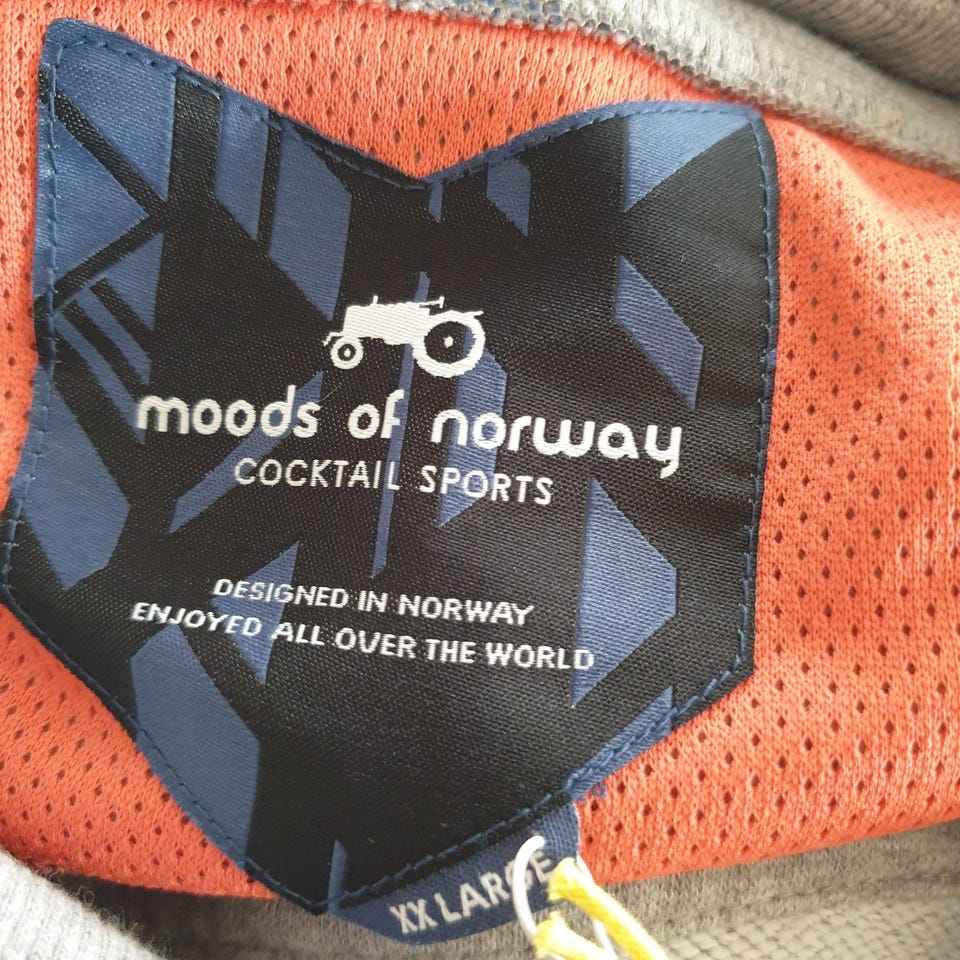 moods of norway
COCKTAIL SPORTS
DESIGNED IN NORWAY
ENJOYED ALL OVER THE WORLD
XX LARGE